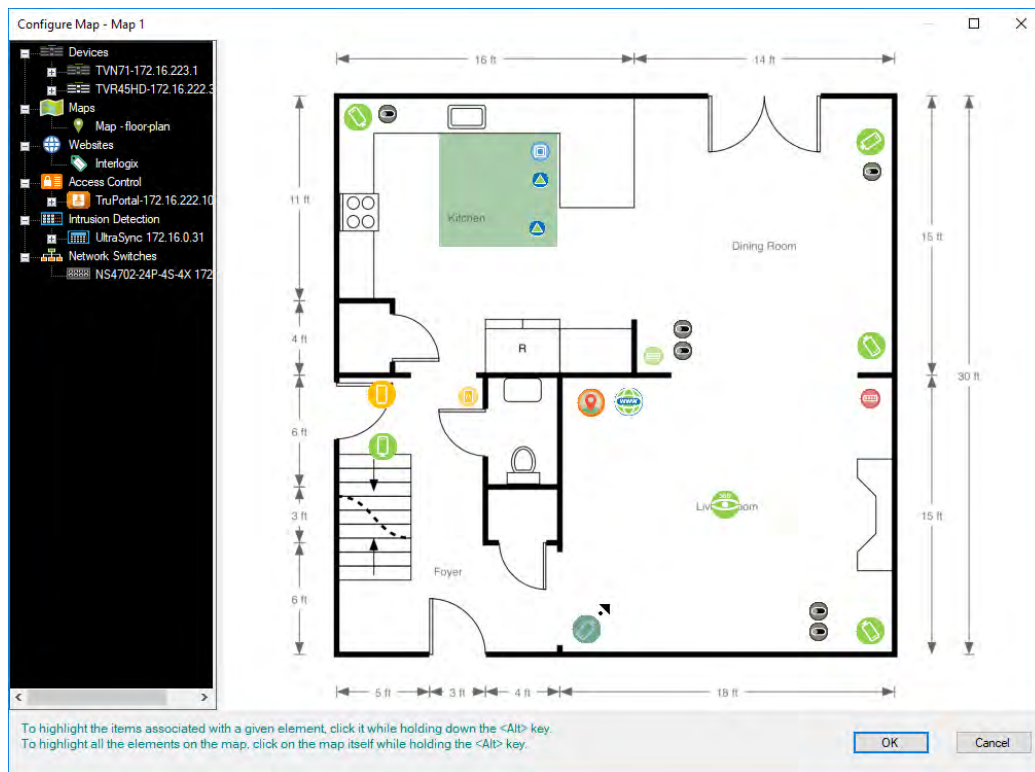 Configure Map - Map 1
Devices
TVN71-172.16.223.1
TVR45HD-172.16.222.3
Maps
Map - floor-plan
Websites
Interlogix
Access Control
TruPortal-172.16.222.10
Intrusion Detection
UltraSync 172.16.0.31
Network Switches
NS4702-24P-4S-4X 172
16 ft
14 ft
11 ft
Kitchen
Dining Room
15 ft
4 ft
R
30 ft
6 ft
WWW
360
Living Room
3 ft
15 ft
Foyer
6 ft
5 ft
3 ft
4 ft
18 ft
To highlight the items associated with a given element, click it while holding down the <Alt> key.
To highlight all the elements on the map, click on the map itself while holding the <Alt> key.
OK
Cancel